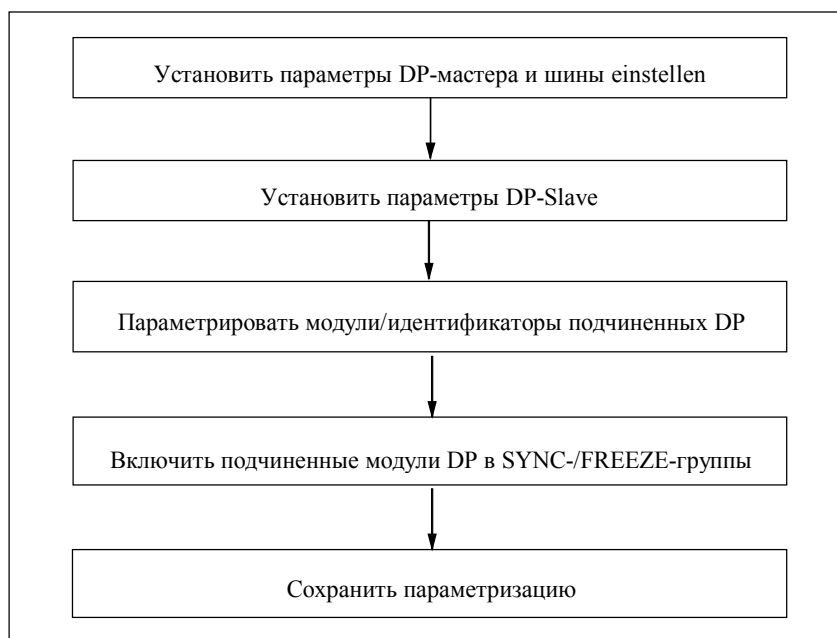 Установить параметры DP-мастера и шины einstellen
Установить параметры DP-Slave
Параметрировать модули/идентификаторы подчиненных DP
Включить подчиненные модули DP в SYNC-/FREEZE-группы
Сохранить параметризацию